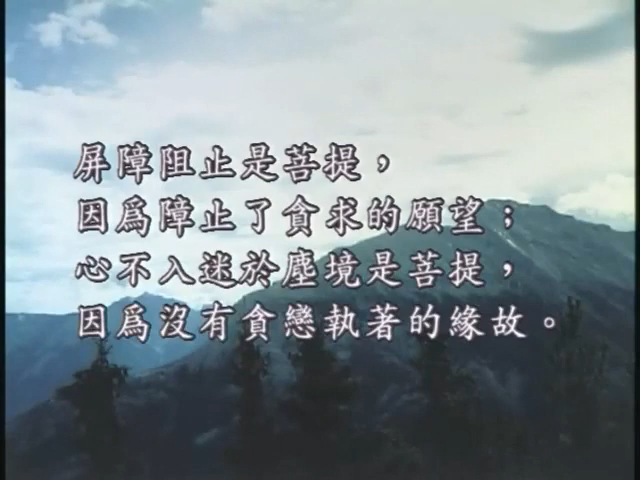 屏障阻止是菩提，
因爲障止了貪求的願望；
心不入迷於塵境是菩提，
因爲沒有貪戀執著的緣故。